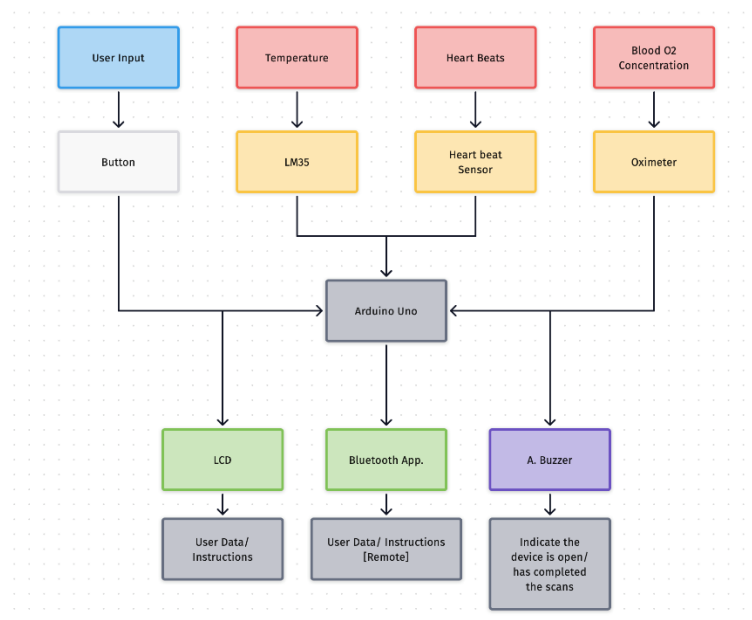 User Input
Temperature
Heart Beats
Blood O2
Concentration
Button
LM35
Heart beat
Sensor
Oximeter
Arduino Uno
LCD
Bluetooth App.
A. Buzzer
User Data/
Instructions
User Data/ Instructions
[Remote]
Indicate the
device is open/
has completed
the scans